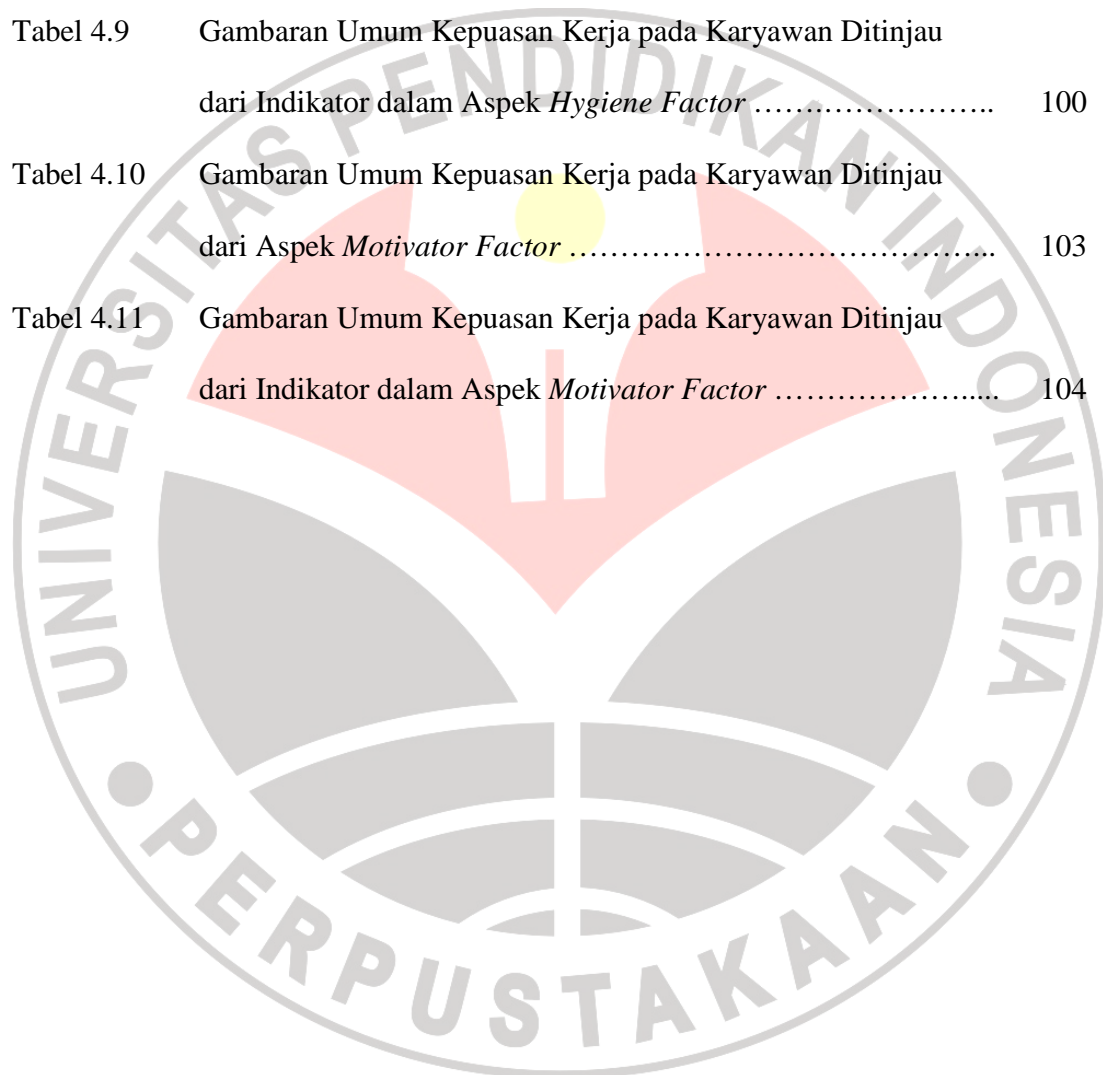 Tabel 4.9 Gambaran Umum Kepuasan Kerja pada Karyawan Ditinjau
dari Indikator dalam Aspek Hygiene Factor …….………………….. 100
Tabel 4.10 Gambaran Umum Kepuasan Kerja pada Karyawan Ditinjau
dari Aspek Motivator Factor …………………………………... 103
Tabel 4.11 Gambaran Umum Kepuasan Kerja pada Karyawan Ditinjau
dari Indikator dalam Aspek Motivator Factor ………………..... 104
UNIVERSITAS PENDIDIKAN INDONESIA
PERPUSTAKAAN